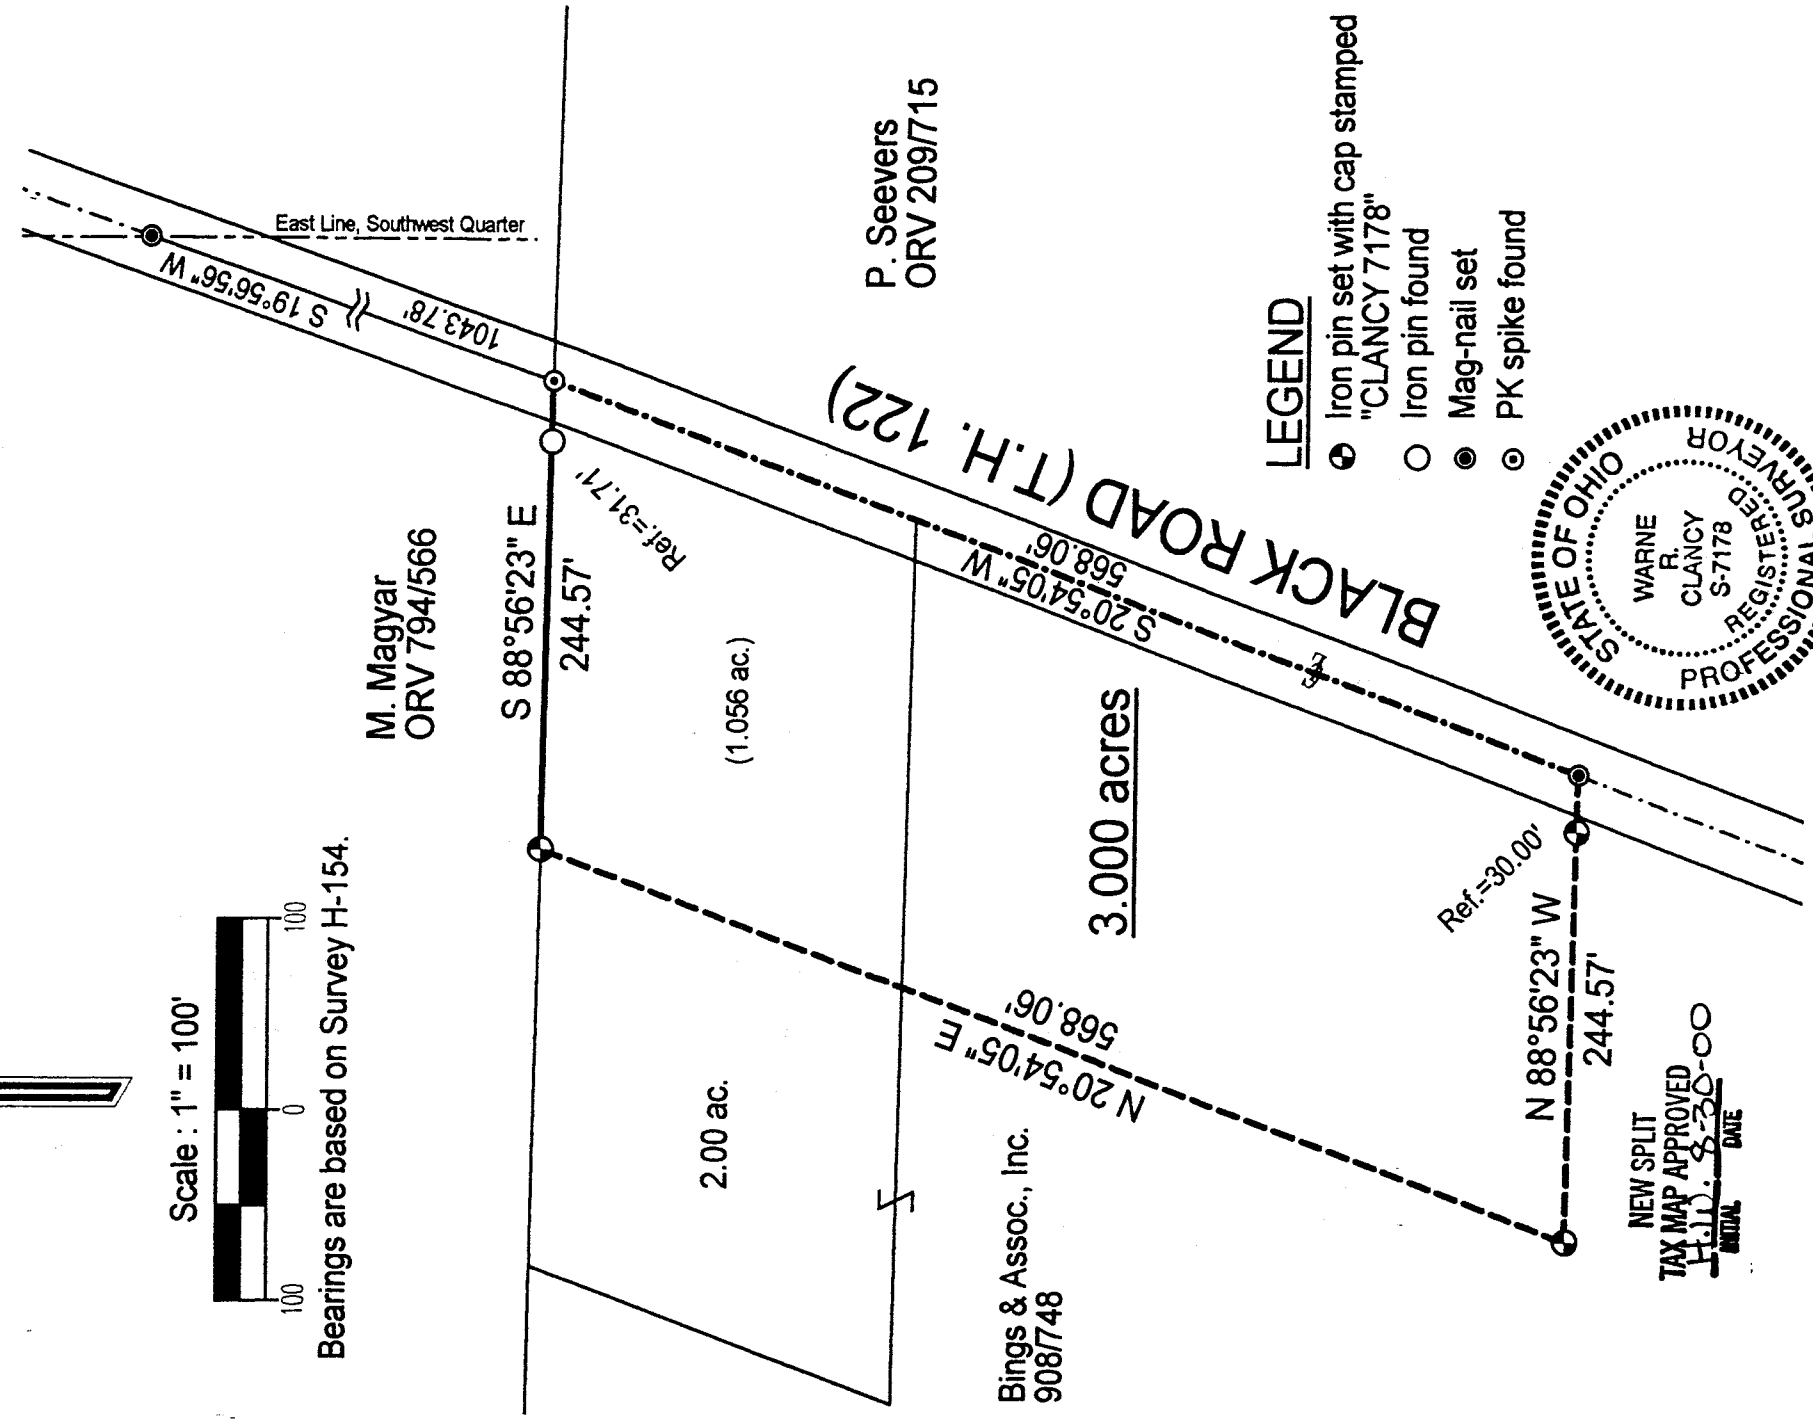 Scale : 1" = 100'
100
0
100
Bearings are based on Survey H-154.
East Line, Southwest Quarter
S 19°56'56" W
1043.78'
M. Magyar
ORV 794/566
S 88°56'23" E
244.57'
Ref.=31.71'
(1.056 ac.)
2.00 ac.
P. Seevers
ORV 209/715
BLACK ROAD (T.H. 122)
S 20°54'05" W
568.06'
3.000 acres
N 20°54'05" E
568.06'
Bings & Assoc., Inc.
908/748
Ref.=30.00'
N 88°56'23" W
244.57'
LEGEND
Iron pin set with cap stamped
"CLANCY 7178"
Iron pin found
Mag-nail set
PK spike found
STATE OF OHIO
WARNE
R.
CLANCY
S-7178
REGISTERED
PROFESSIONAL SURVEYOR
NEW SPLIT
TAX MAP APPROVED
8-30-00
INITIAL DATE